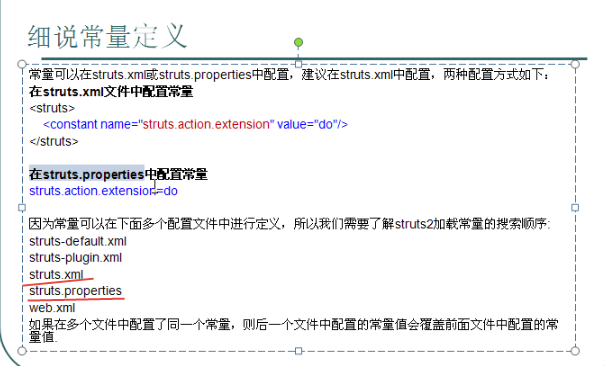 细说常量定义
常量可以在struts.xml或struts.properties中配置，建议在struts.xml中配置，两种配置方式如下：
在struts.xml文件中配置常量
<struts>
<constant name="struts.action.extension" value="do"/>
</struts>
在struts.properties中配置常量
struts.action.extension=do
因为常量可以在下面多个配置文件中进行定义，所以我们需要了解struts2加载常量的搜索顺序:
struts-default.xml
struts-plugin.xml
struts.xml
struts.properties
web.xml
如果在多个文件中配置了同一个常量，则后一个文件中配置的常量值会覆盖前面文件中配置的常
量值.